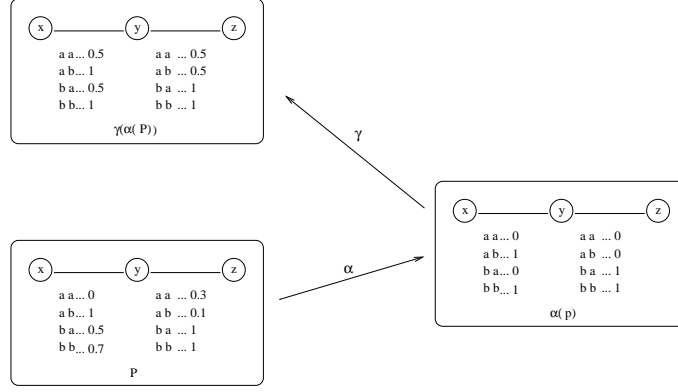 x y z
a a ... 0.5 a a ... 0.5
a b ... 1 a b ... 0.5
b a ... 0.5 b a ... 1
b b ... 1 b b ... 1
γ(α( P) )
γ
x y z
a a ... 0 a a ... 0
a b ... 1 a b ... 0
b a ... 0 b a ... 1
b b ... 1 b b ... 1
α( p)
α
x y z
a a ... 0 a a ... 0.3
a b ... 1 a b ... 0.1
b a ... 0.5 b a ... 1
b b ... 0.7 b b ... 1
P